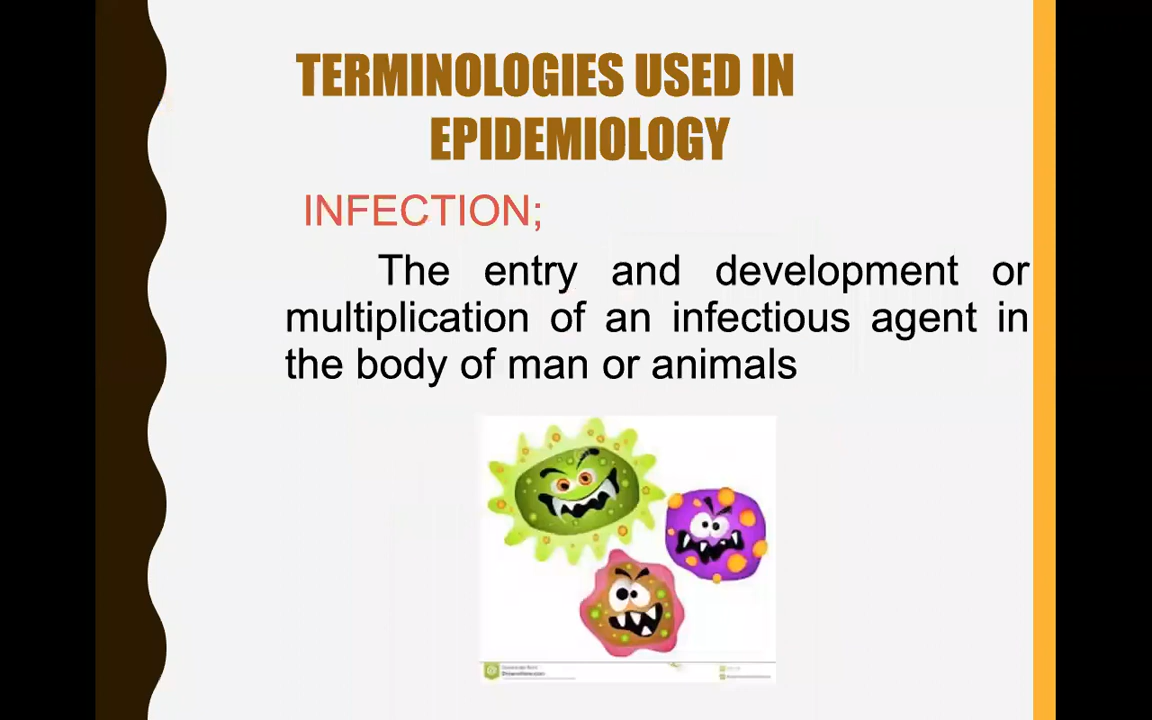 TERMINOLOGIES USED IN
EPIDEMIOLOGY
INFECTION;
The entry and development or
multiplication of an infectious agent in
the body of man or animals